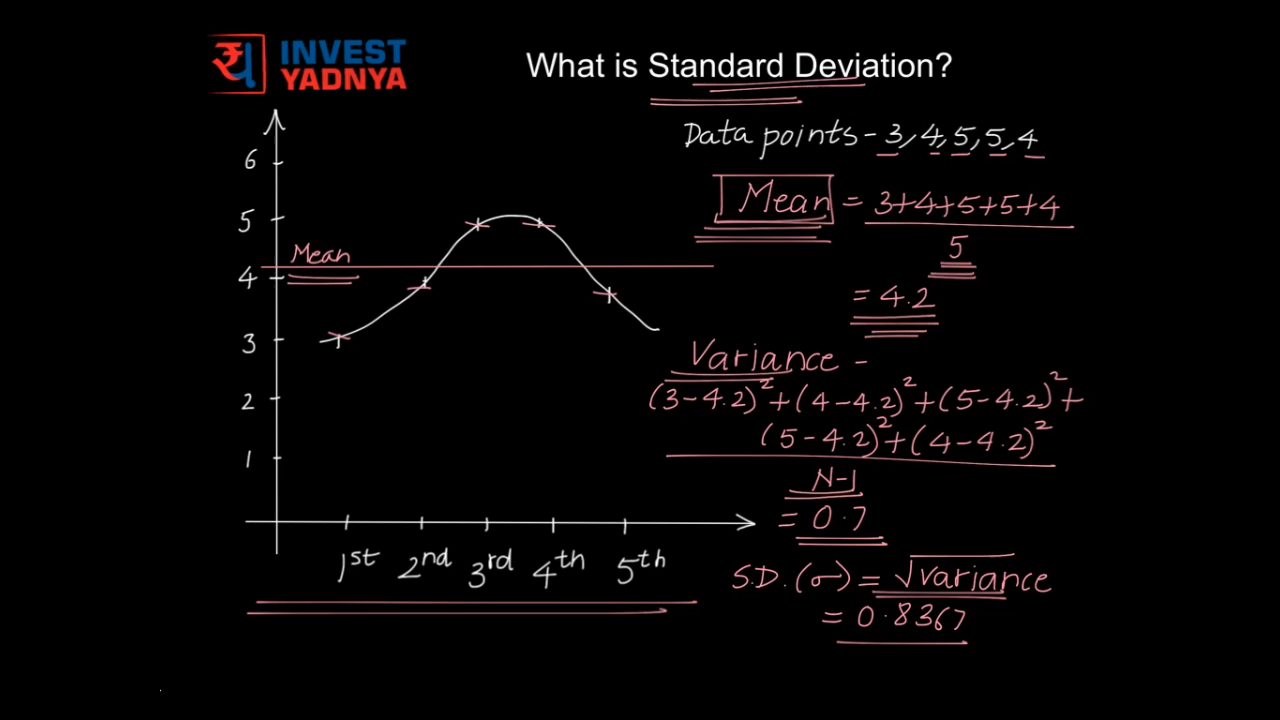 य INVEST
YADNYA
What is Standard Deviation?
Data points - 3, 4, 5, 5, 4
Mean = 3+4+5+5+4
5
= 4.2
Variance -
(3-4.2)²+(4-4.2)²+(5-4.2)²+
(5-4.2)²+(4-4.2)²
N-1
= 0.7
S.D. (σ) = √variance
= 0.8367
6
5
Mean
4
3
2
1
1st 2nd 3rd 4th 5th